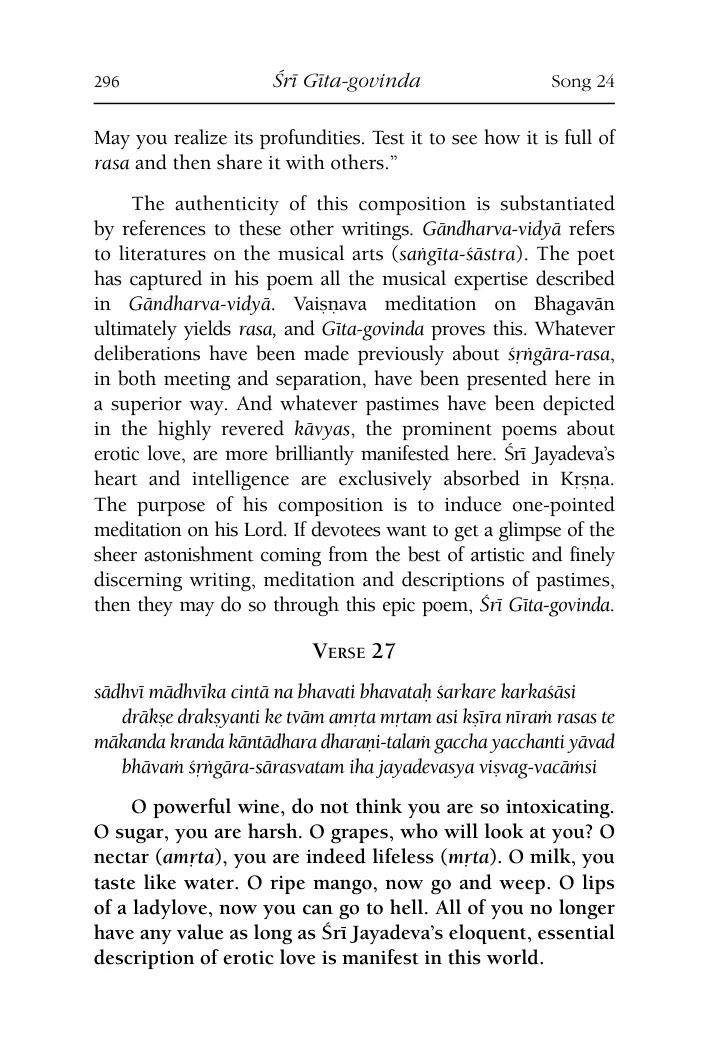 296 Śrī Gīta-govinda Song 24
May you realize its profundities. Test it to see how it is full of
rasa and then share it with others.”
The authenticity of this composition is substantiated
by references to these other writings. Gāndharva-vidyā refers
to literatures on the musical arts (saṅgīta-śāstra). The poet
has captured in his poem all the musical expertise described
in Gāndharva-vidyā. Vaiṣṇava meditation on Bhagavān
ultimately yields rasa, and Gīta-govinda proves this. Whatever
deliberations have been made previously about śṛṅgāra-rasa,
in both meeting and separation, have been presented here in
a superior way. And whatever pastimes have been depicted
in the highly revered kāvyas, the prominent poems about
erotic love, are more brilliantly manifested here. Śrī Jayadeva’s
heart and intelligence are exclusively absorbed in Kṛṣṇa.
The purpose of his composition is to induce one-pointed
meditation on his Lord. If devotees want to get a glimpse of the
sheer astonishment coming from the best of artistic and finely
discerning writing, meditation and descriptions of pastimes,
then they may do so through this epic poem, Śrī Gīta-govinda.
Verse 27
sādhvī mādhvīka cintā na bhavati bhavataḥ śarkare karkaśāsi
drākṣe drakṣyanti ke tvām amṛta mṛtam asi kṣīra nīraṁ rasas te
mākanda kranda kāntādhara dharaṇi-talaṁ gaccha yacchanti yāvad
bhāvaṁ śṛṅgāra-sārasvatam iha jayadevasya viṣvag-vacāṁsi
O powerful wine, do not think you are so intoxicating.
O sugar, you are harsh. O grapes, who will look at you? O
nectar (amṛta), you are indeed lifeless (mṛta). O milk, you
taste like water. O ripe mango, now go and weep. O lips
of a ladylove, now you can go to hell. All of you no longer
have any value as long as Śrī Jayadeva’s eloquent, essential
description of erotic love is manifest in this world.